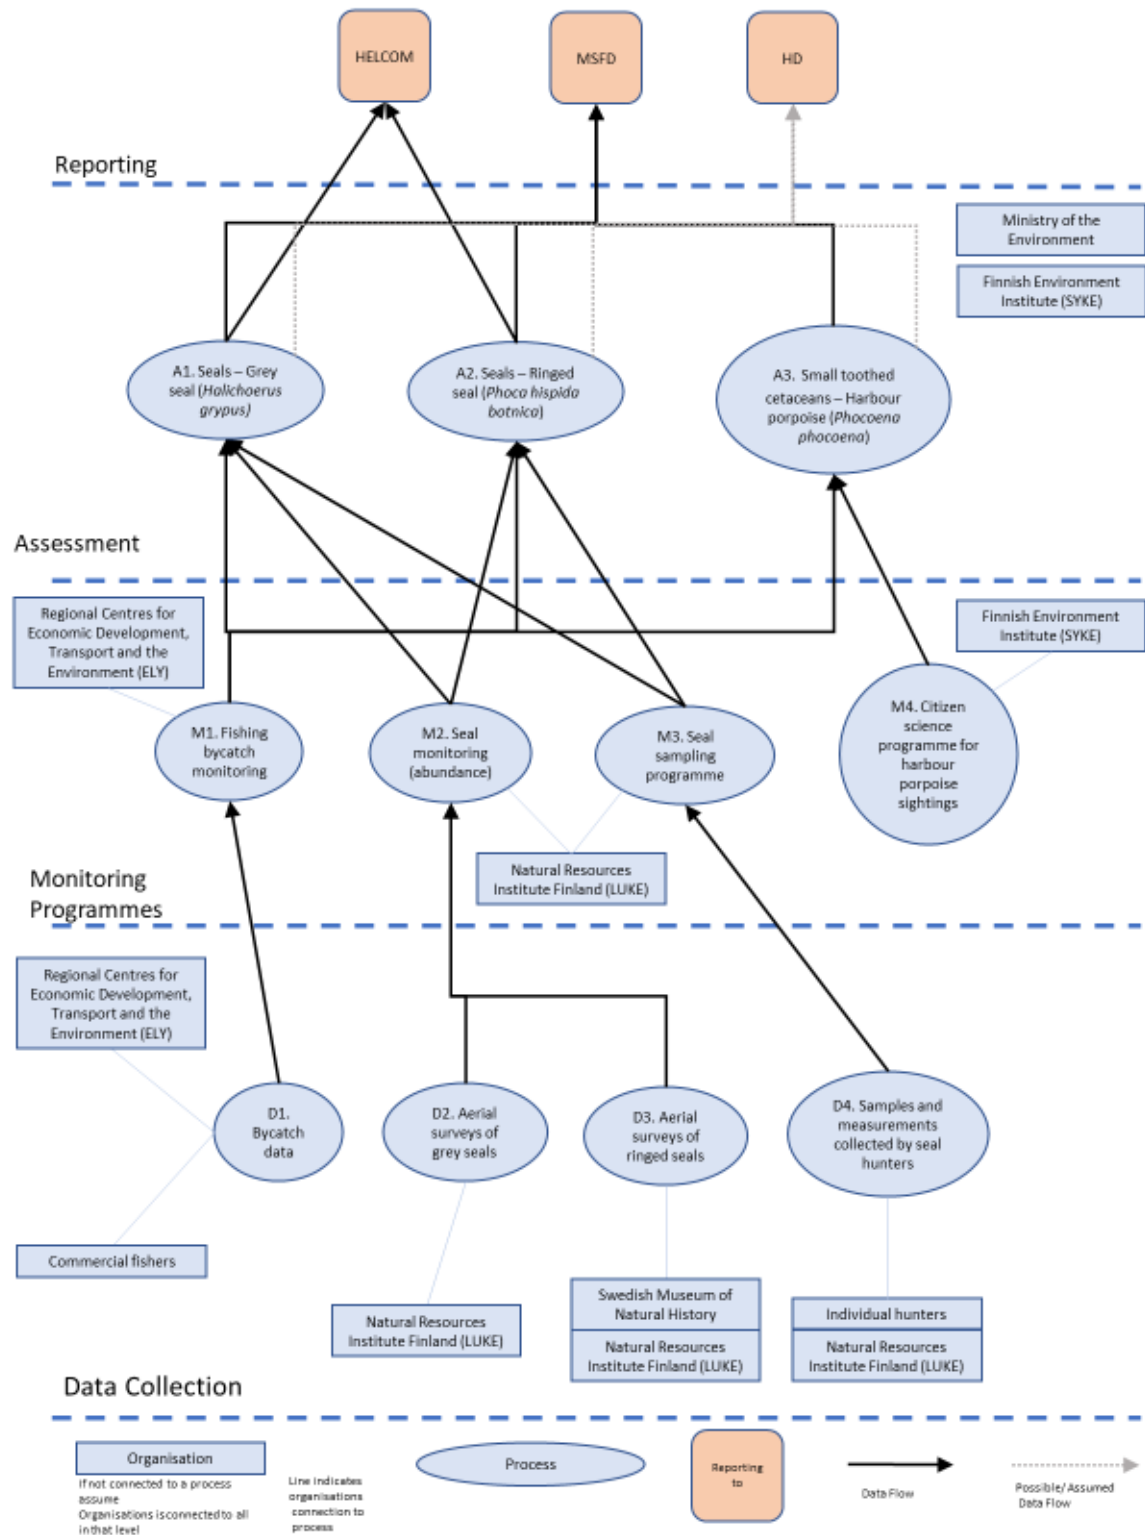 HELCOM
MSFD
HD
Reporting
Ministry of the
Environment
Finnish Environment
Institute (SYKE)
A1. Seals – Grey
seal (Halichoerus
grypus)
A2. Seals – Ringed
seal (Phoca hispida
botnica)
A3. Small toothed
cetaceans – Harbour
porpoise (Phocoena
phocoena)
Assessment
Regional Centres for
Economic Development,
Transport and the
Environment (ELY)
Finnish Environment
Institute (SYKE)
M1. Fishing
bycatch
monitoring
M2. Seal
monitoring
(abundance)
M3. Seal
sampling
programme
M4. Citizen
science
programme for
harbour
porpoise
sightings
Natural Resources
Institute Finland (LUKE)
Monitoring
Programmes
Regional Centres for
Economic Development,
Transport and the
Environment (ELY)
D1.
Bycatch
data
D2. Aerial
surveys of
grey seals
D3. Aerial
surveys of
ringed seals
D4. Samples and
measurements
collected by seal
hunters
Commercial fishers
Natural Resources
Institute Finland (LUKE)
Swedish Museum of
Natural History
Natural Resources
Institute Finland (LUKE)
Individual hunters
Natural Resources
Institute Finland (LUKE)
Data Collection
Organisation
If not connected to a process
assume
Organisations is connected to all
in that level
Line indicates
organisations
connection to
process
Process
Reporting
to
Data Flow
Possible/ Assumed
Data Flow